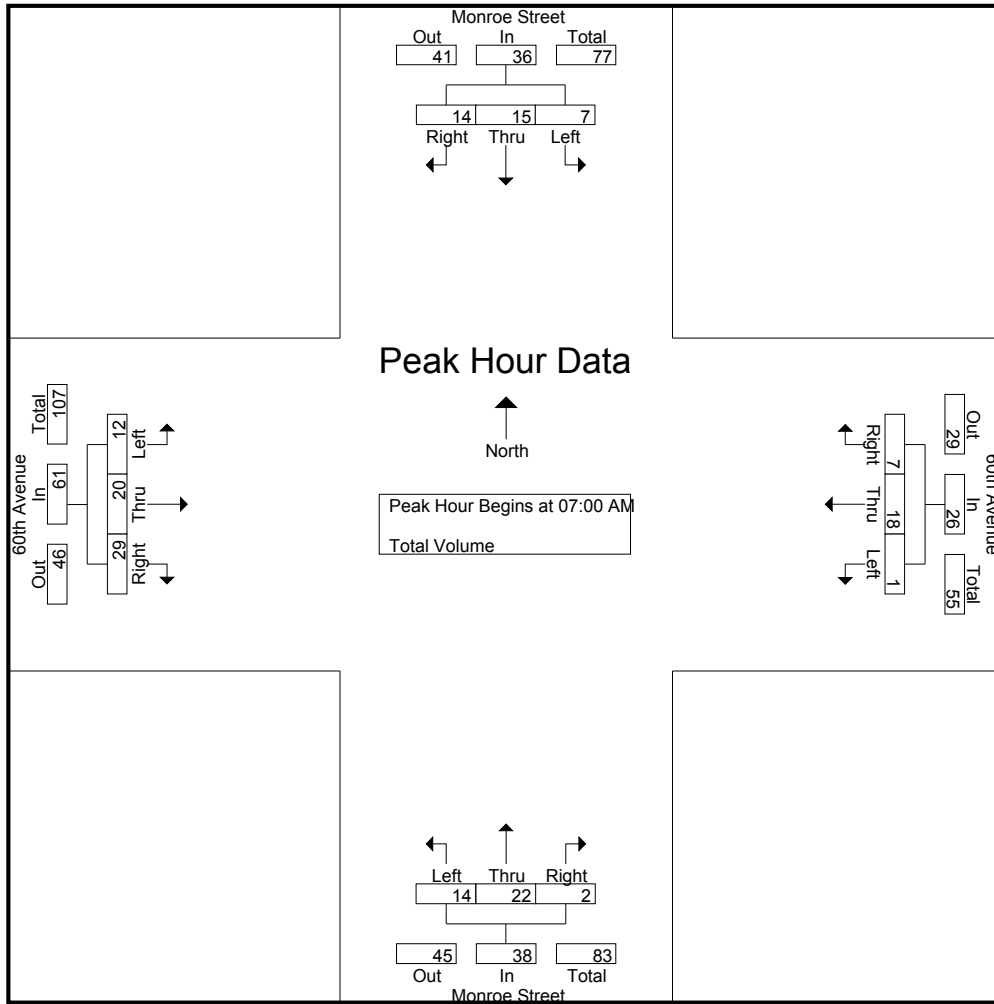 Monroe Street
Out In Total
41 36 77
14 15 7
Right Thru Left
Peak Hour Data
North
Peak Hour Begins at 07:00 AM
Total Volume
60th Avenue
Out In Total
46 61 107
29 20 12
Right Thru Left
60th Avenue
Out In Total
29 26 55
7 18 1
Right Thru Left
Left Thru Right
14 22 2
45 38 83
Out In Total
Monroe Street